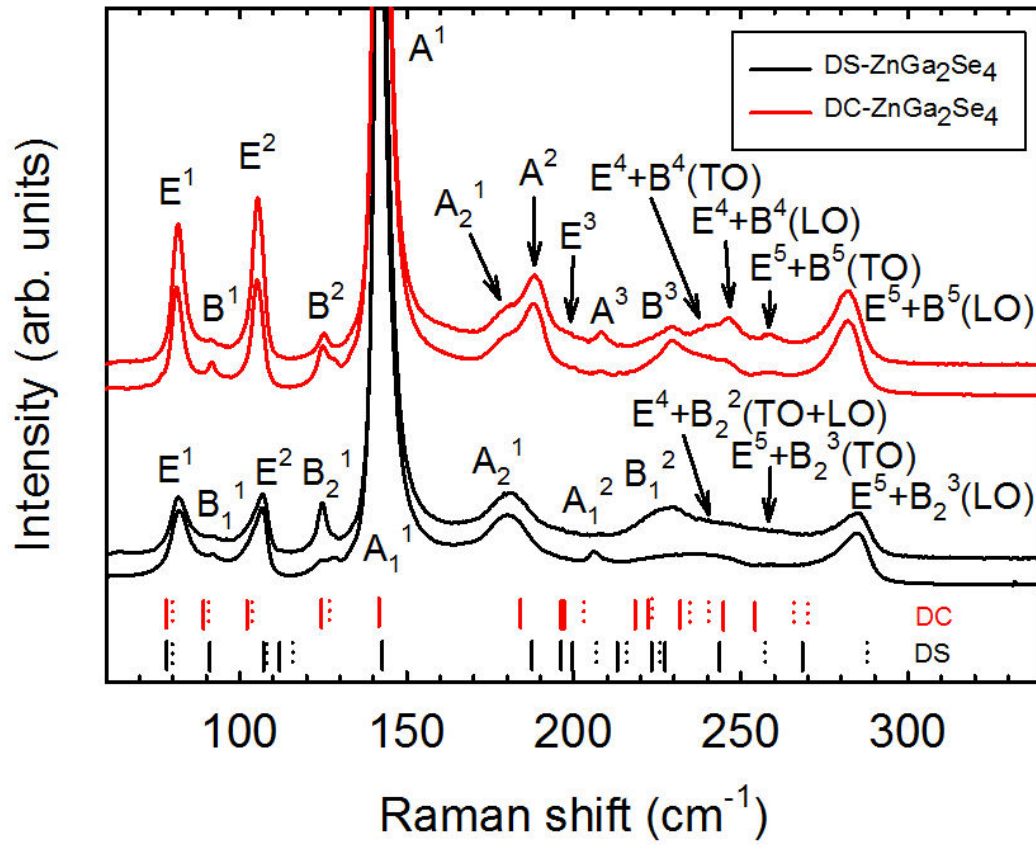 DS-ZnGa₂Se₄
DC-ZnGa₂Se₄
A¹
E²
E¹
A²
E⁴+B⁴(TO)
A₂¹
E³
E⁴+B⁴(LO)
E⁵+B⁵(TO)
B¹
B²
A³
B³
E⁵+B⁵(LO)
E⁴+B₂²(TO+LO)
E¹
E²
B₂¹
A₂¹
B₁²
E⁵+B₂³(TO)
B₁¹
A₁²
E⁵+B₂³(LO)
A₁¹
DC
DS
100
150
200
250
300
Raman shift (cm⁻¹)
Intensity (arb. units)